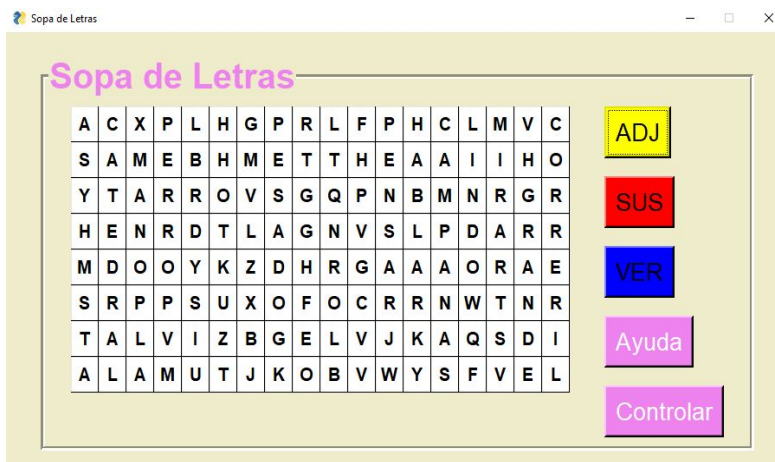 Sopa de Letras
Sopa de Letras
A C X P L H G P R L F P H C L M V C
S A M E B H M E T T H E A A I I H O
Y T A R R O V S G Q P N B M N R G R
H E N R D T L A G N V S L P D A R R
M D O O Y K Z D H R G A A A O R A E
S R P P S U X O F O C R R N W T N R
T A L V I Z B G E L V J K A Q S D I
A L A M U T J K O B V W Y S F V E L
ADJ
SUS
VER
Ayuda
Controlar